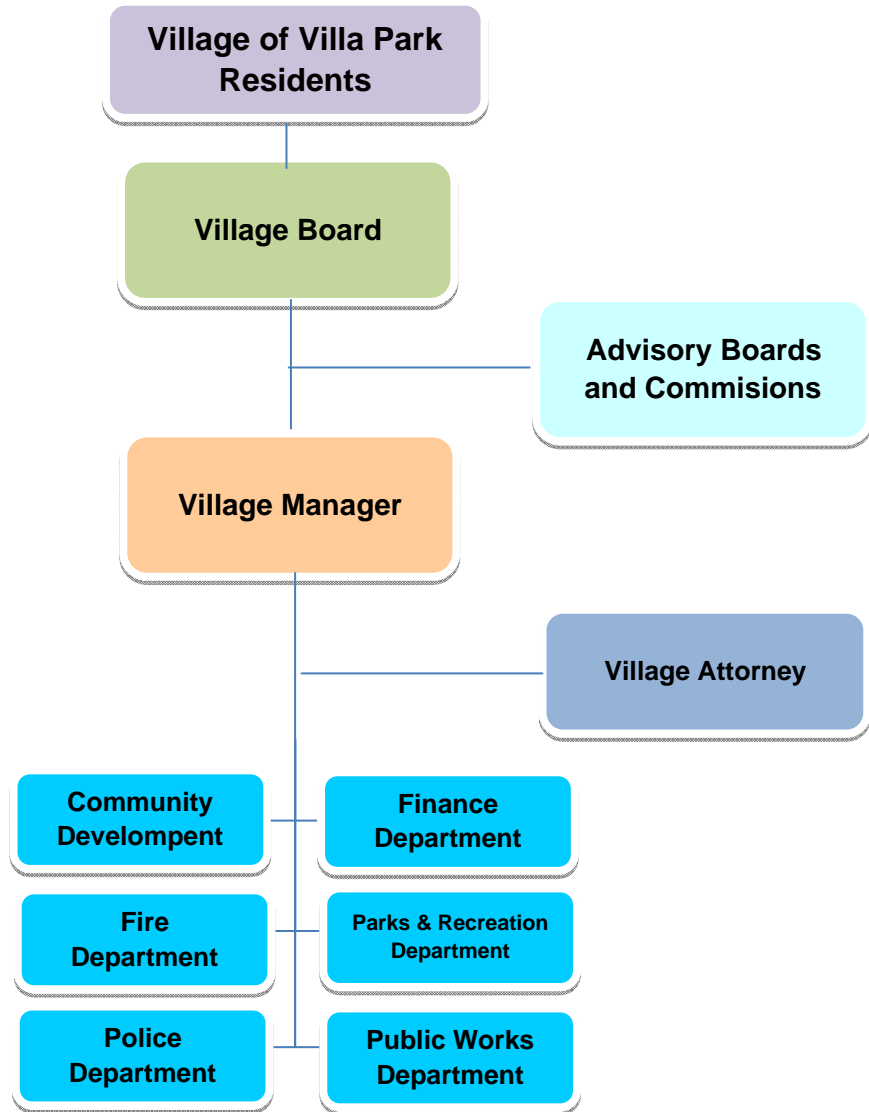 Village of Villa Park
Residents
Village Board
Advisory Boards
and Commisions
Village Manager
Village Attorney
Community
Develompent
Finance
Department
Fire
Department
Parks & Recreation
Department
Police
Department
Public Works
Department